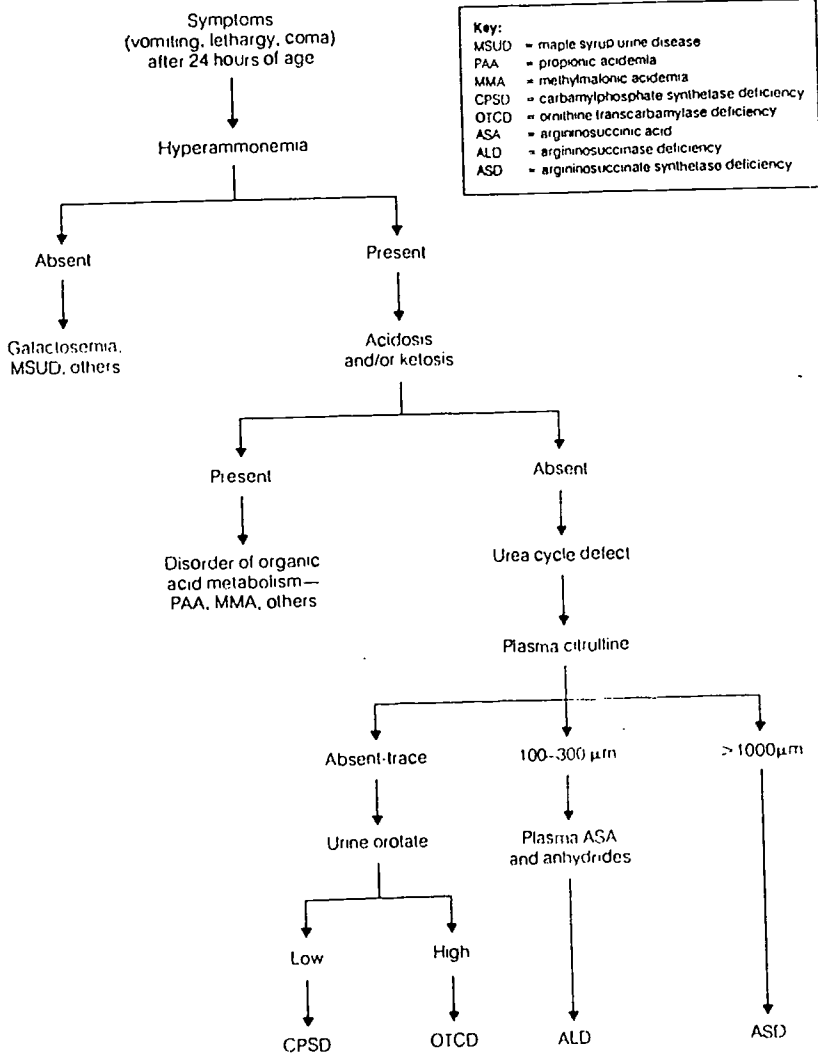 Symptoms
(vomiting, lethargy, coma)
after 24 hours of age
Key:
MSUD = maple syrup urine disease
PAA = propionic acidemia
MMA = methylmalonic acidemia
CPSD = carbamylphosphate synthetase deficiency
OTCD = ornithine transcarbamylase deficiency
ASA = argininosuccinic acid
ALD = argininosuccinase deficiency
ASD = argininosuccinate synthetase deficiency
Hyperammonemia
Absent
Present
Galactosemia,
MSUD, others
Acidosis
and/or ketosis
Present
Absent
Disorder of organic
acid metabolism—
PAA, MMA, others
Urea cycle defect
Plasma citrulline
Absent-trace
100-300 μm
>1000μm
Urine orotate
Plasma ASA
and anhydrides
Low
High
CPSD
OTCD
ALD
ASD